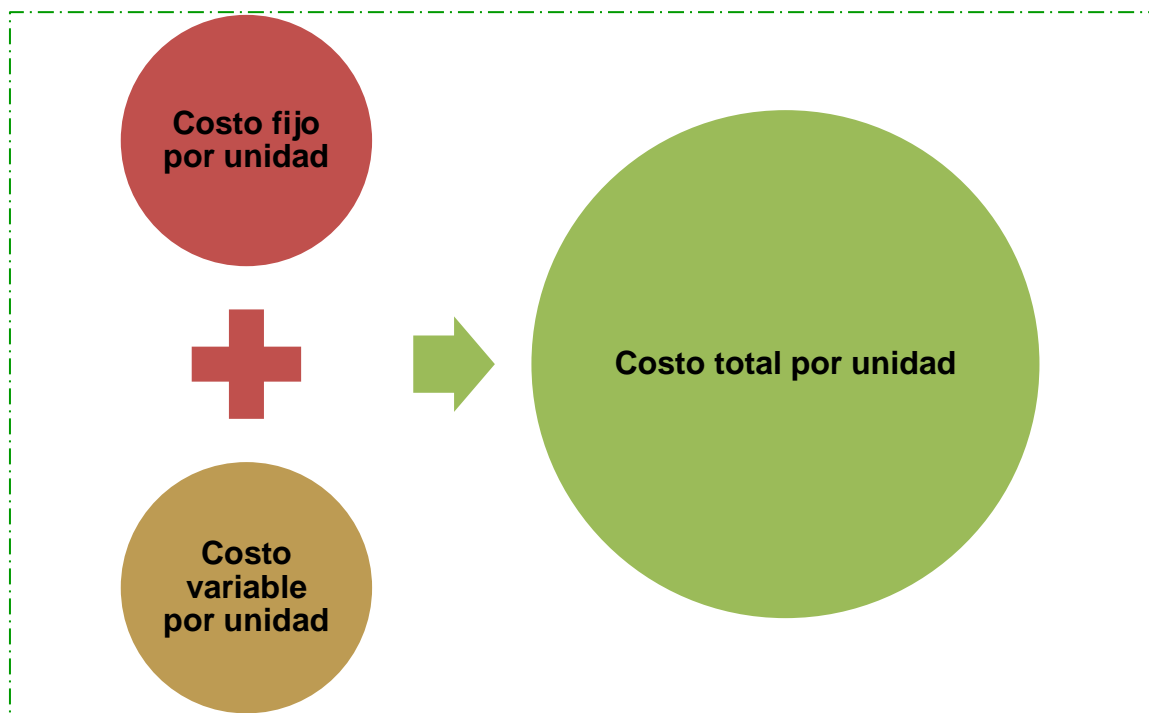 Costo fijo
por unidad
Costo total por unidad
Costo
variable
por unidad